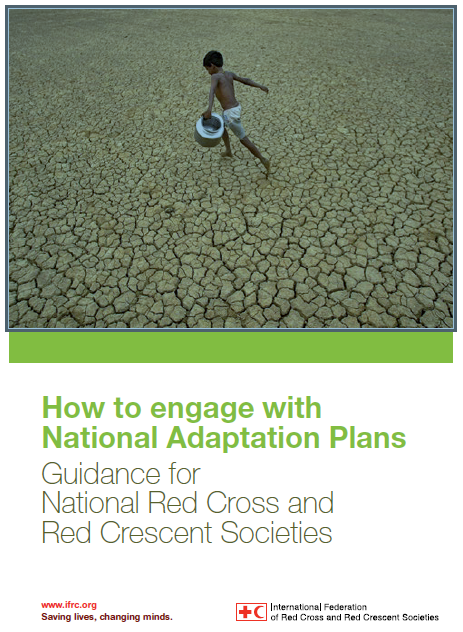 How to engage with
National Adaptation Plans
Guidance for
National Red Cross and
Red Crescent Societies
www.ifrc.org
Saving lives, changing minds.
International Federation
of Red Cross and Red Crescent Societies